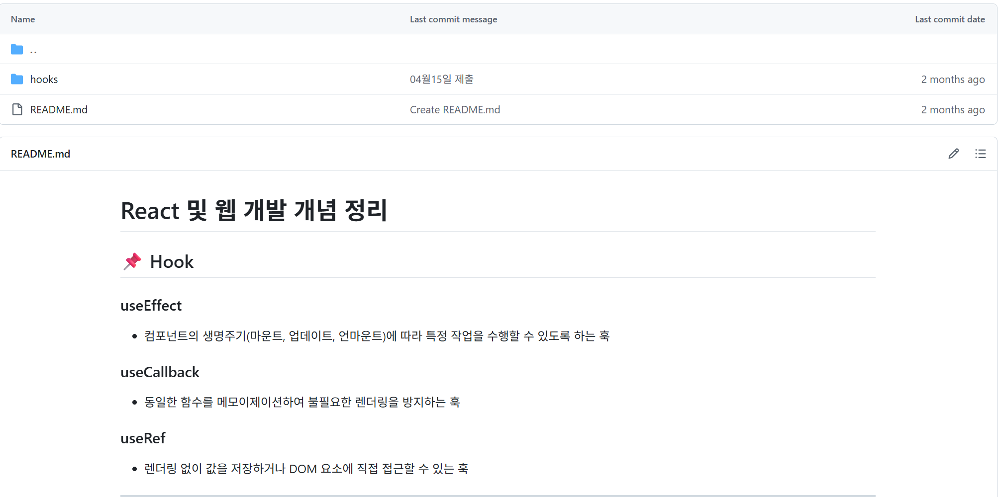 Name Last commit message Last commit date
..
hooks 04월15일 제출 2 months ago
README.md Create README.md 2 months ago
README.md
React 및 웹 개발 개념 정리
📌 Hook
useEffect
• 컴포넌트의 생명주기(마운트, 업데이트, 언마운트)에 따라 특정 작업을 수행할 수 있도록 하는 훅
useCallback
• 동일한 함수를 메모이제이션하여 불필요한 렌더링을 방지하는 훅
useRef
• 렌더링 없이 값을 저장하거나 DOM 요소에 직접 접근할 수 있는 훅